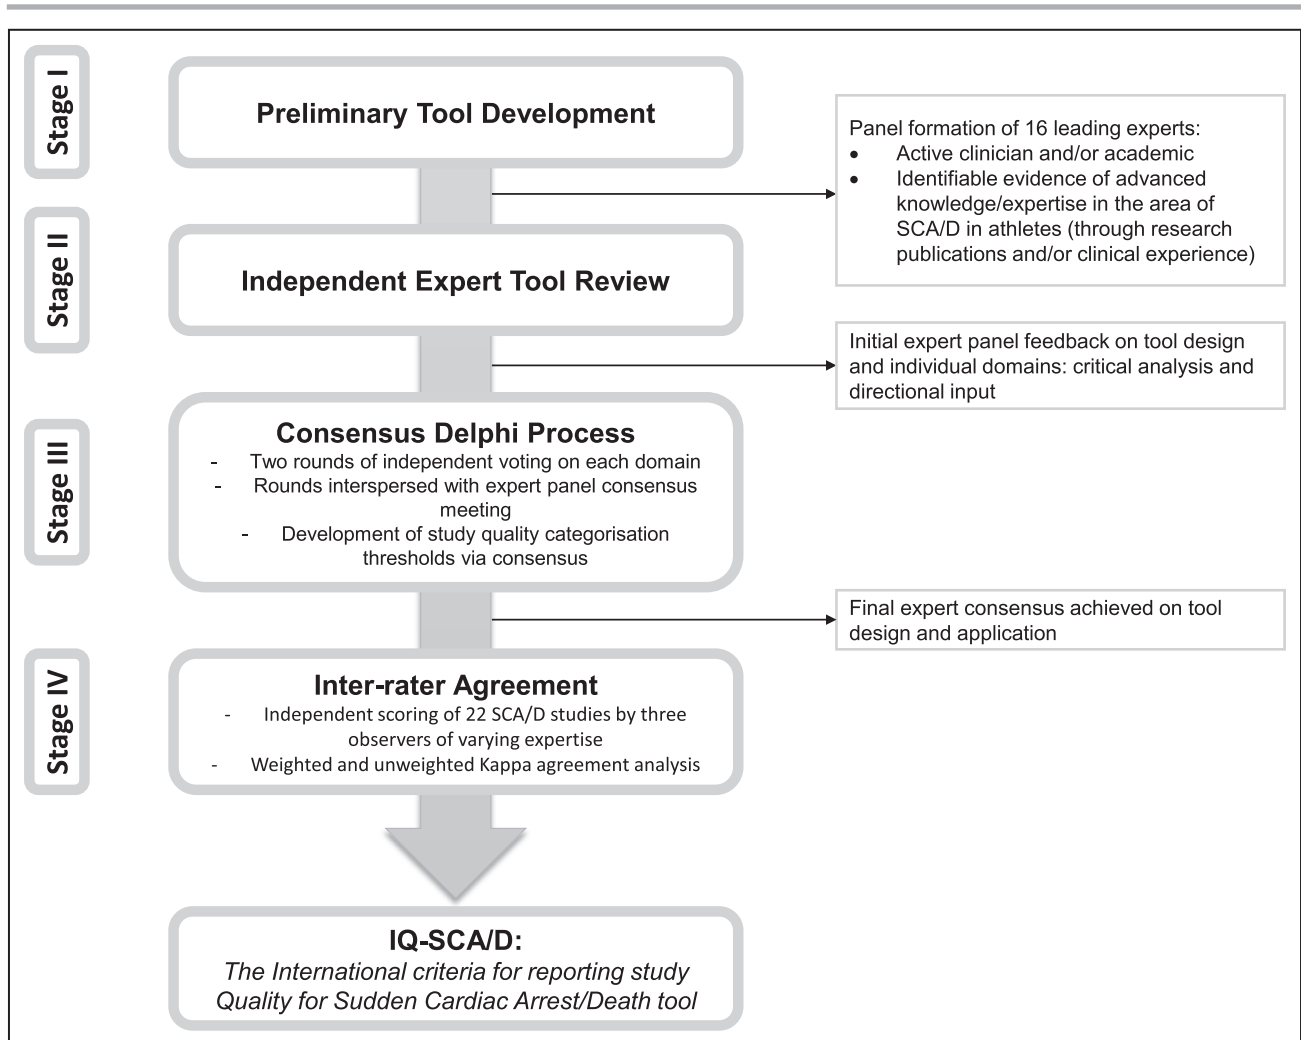 Stage I
Preliminary Tool Development
Panel formation of 16 leading experts:
• Active clinician and/or academic
• Identifiable evidence of advanced
knowledge/expertise in the area of
SCA/D in athletes (through research
publications and/or clinical experience)
Stage II
Independent Expert Tool Review
Initial expert panel feedback on tool design
and individual domains: critical analysis and
directional input
Stage III
Consensus Delphi Process
- Two rounds of independent voting on each domain
- Rounds interspersed with expert panel consensus
meeting
- Development of study quality categorisation
thresholds via consensus
Final expert consensus achieved on tool
design and application
Stage IV
Inter-rater Agreement
- Independent scoring of 22 SCA/D studies by three
observers of varying expertise
- Weighted and unweighted Kappa agreement analysis
IQ-SCA/D:
The International criteria for reporting study
Quality for Sudden Cardiac Arrest/Death tool